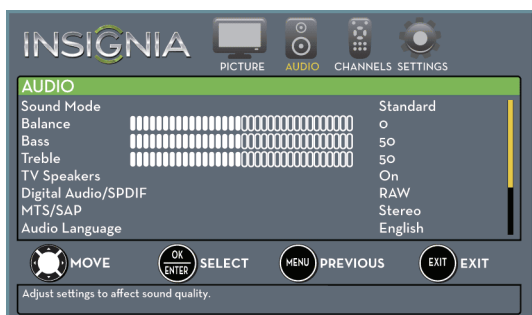 INSIGNIA
PICTURE AUDIO CHANNELS SETTINGS
AUDIO
Sound Mode Standard
Balance 0
Bass 50
Treble 50
TV Speakers On
Digital Audio/SPDIF RAW
MTS/SAP Stereo
Audio Language English
MOVE OK ENTER SELECT MENU PREVIOUS EXIT EXIT
Adjust settings to affect sound quality.